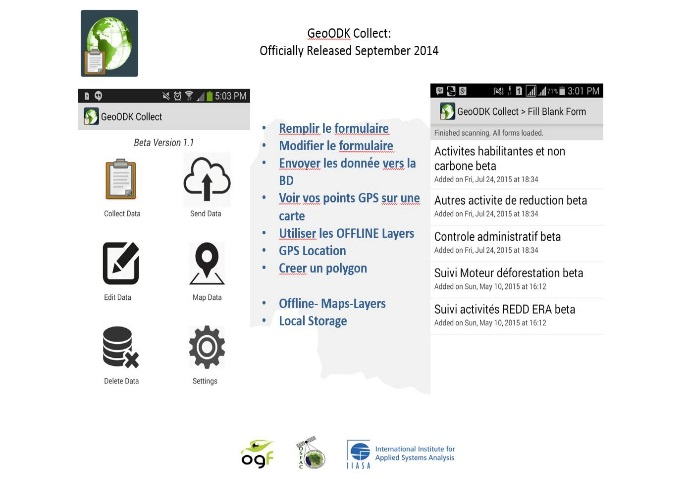 GeoODK Collect:
Officially Released September 2014
5:03 PM
GeoODK Collect
Beta Version 1.1
Collect Data
Send Data
Edit Data
Map Data
Delete Data
Settings
• Remplir le formulaire
• Modifier le formulaire
• Envoyer les donnée vers la
BD
• Voir vos points GPS sur une
carte
• Utiliser les OFFLINE Layers
• GPS Location
• Creer un polygon
• Offline- Maps-Layers
• Local Storage
71% 3:01 PM
GeoODK Collect > Fill Blank Form
Finished scanning. All forms loaded.
Activites habilitantes et non
carbone beta
Added on Fri, Jul 24, 2015 at 18:34
Autres activite de reduction beta
Added on Fri, Jul 24, 2015 at 18:34
Controle administratif beta
Added on Fri, Jul 24, 2015 at 18:34
Suivi Moteur déforestation beta
Added on Sun, May 10, 2015 at 16:12
Suivi activités REDD ERA beta
Added on Sun, May 10, 2015 at 16:12
ogf
OSFAC
IIASA
International Institute for
Applied Systems Analysis